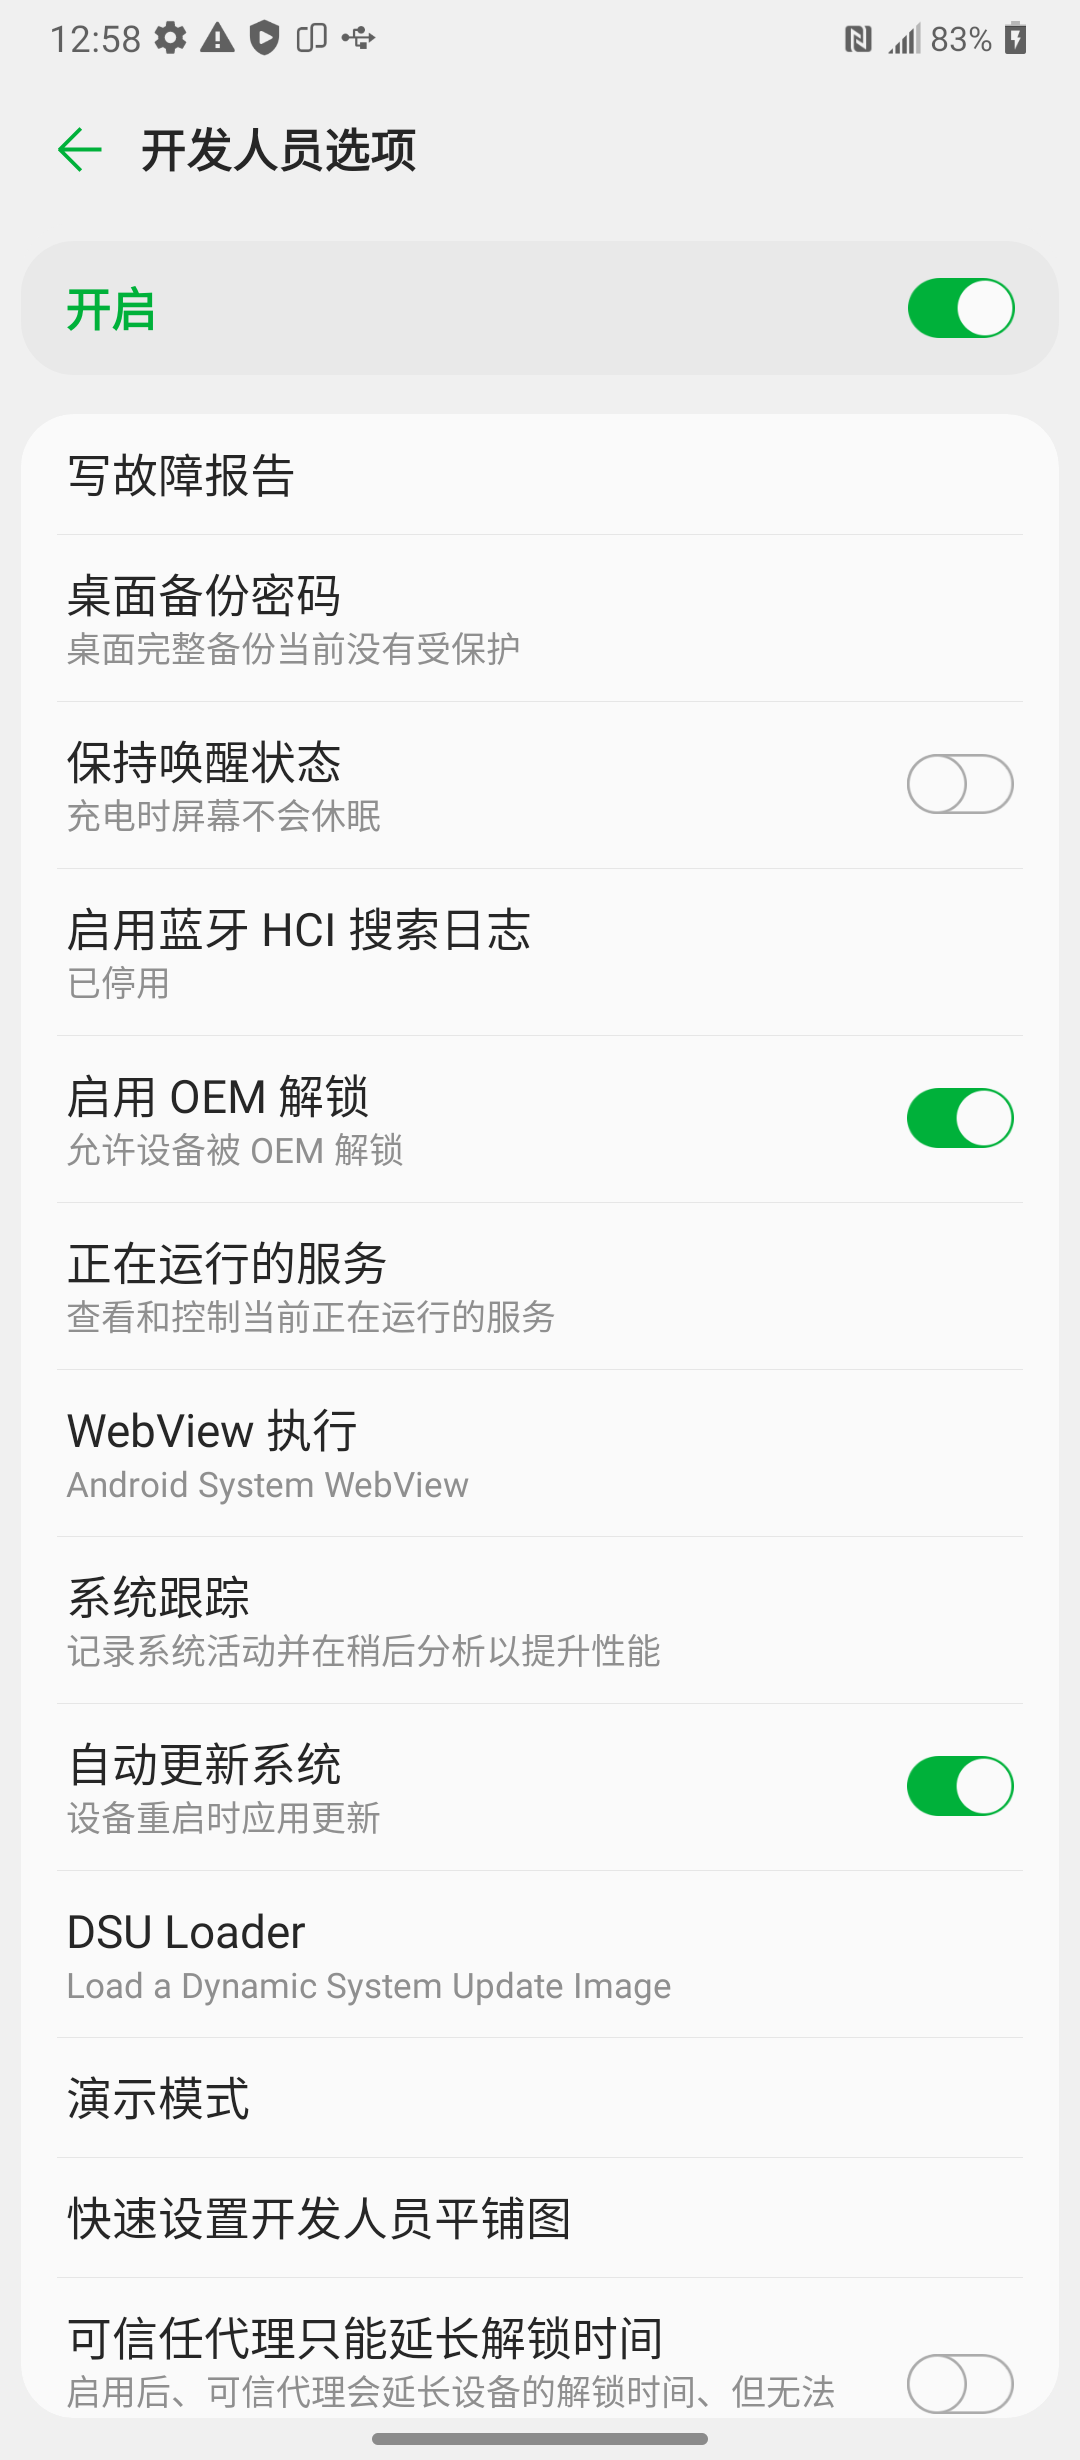 12:58
83%
开发人员选项
开启
写故障报告
桌面备份密码
桌面完整备份当前没有受保护
保持唤醒状态
充电时屏幕不会休眠
启用蓝牙 HCI 搜索日志
已停用
启用 OEM 解锁
允许设备被 OEM 解锁
正在运行的服务
查看和控制当前正在运行的服务
WebView 执行
Android System WebView
系统跟踪
记录系统活动并在稍后分析以提升性能
自动更新系统
设备重启时应用更新
DSU Loader
Load a Dynamic System Update Image
演示模式
快速设置开发人员平铺图
可信任代理只能延长解锁时间
启用后、可信代理会延长设备的解锁时间、但无法